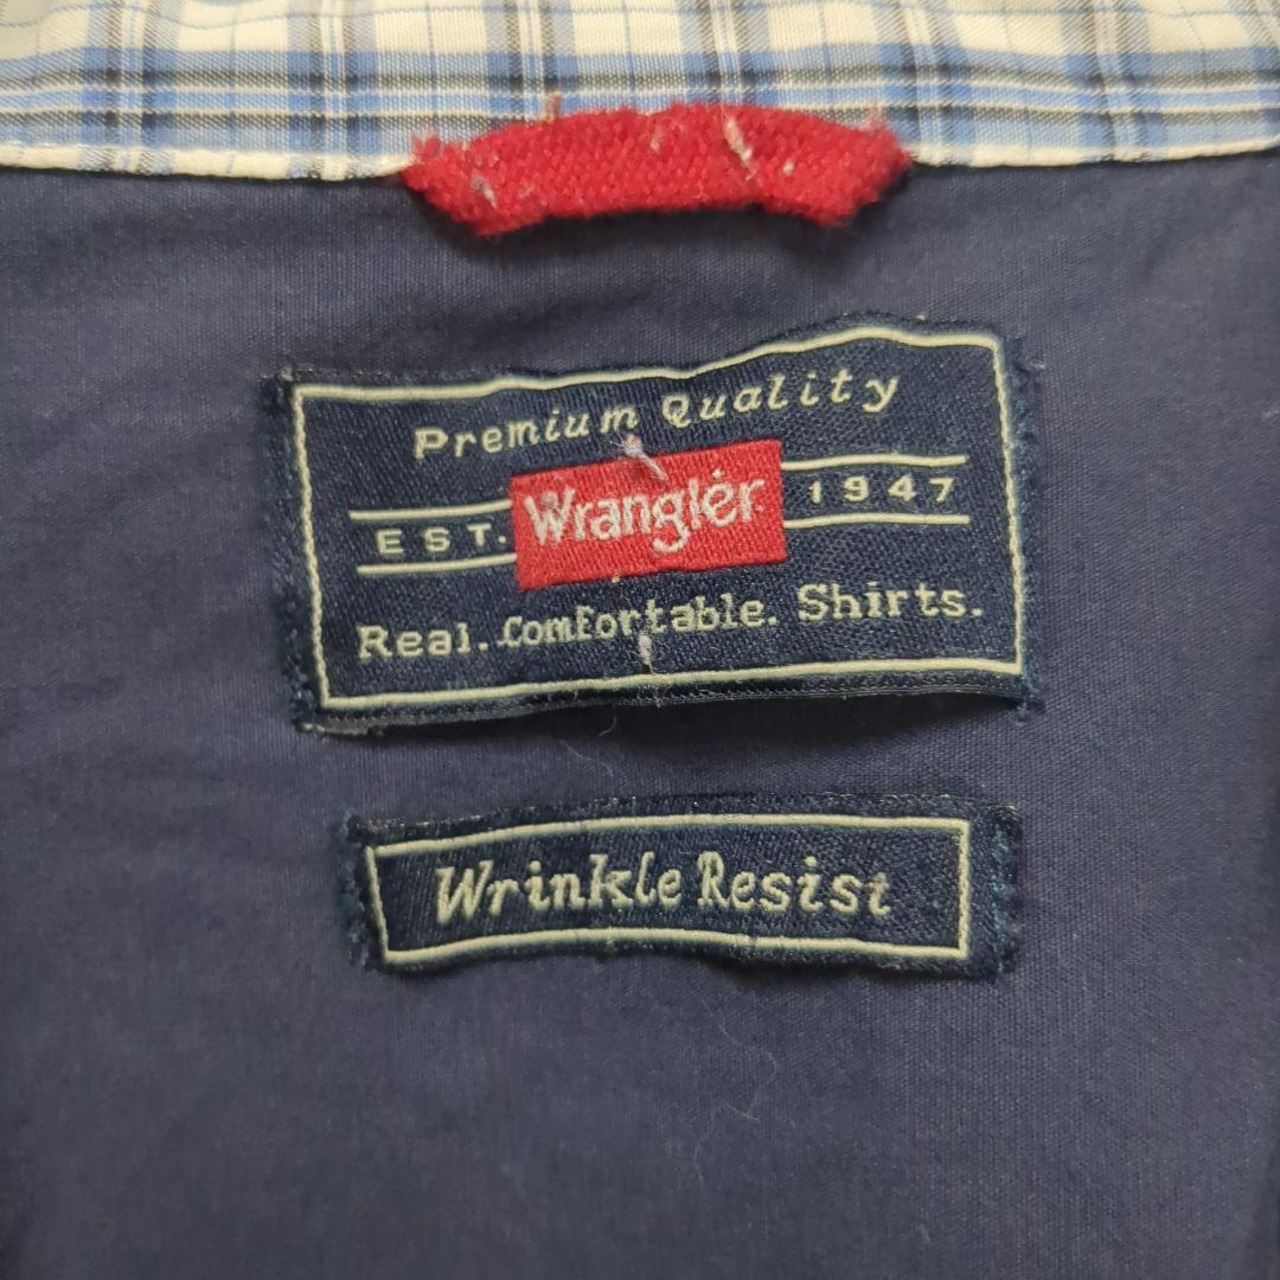 Premium Quality
EST. Wrangler 1947
Real. Comfortable. Shirts.
Wrinkle Resist